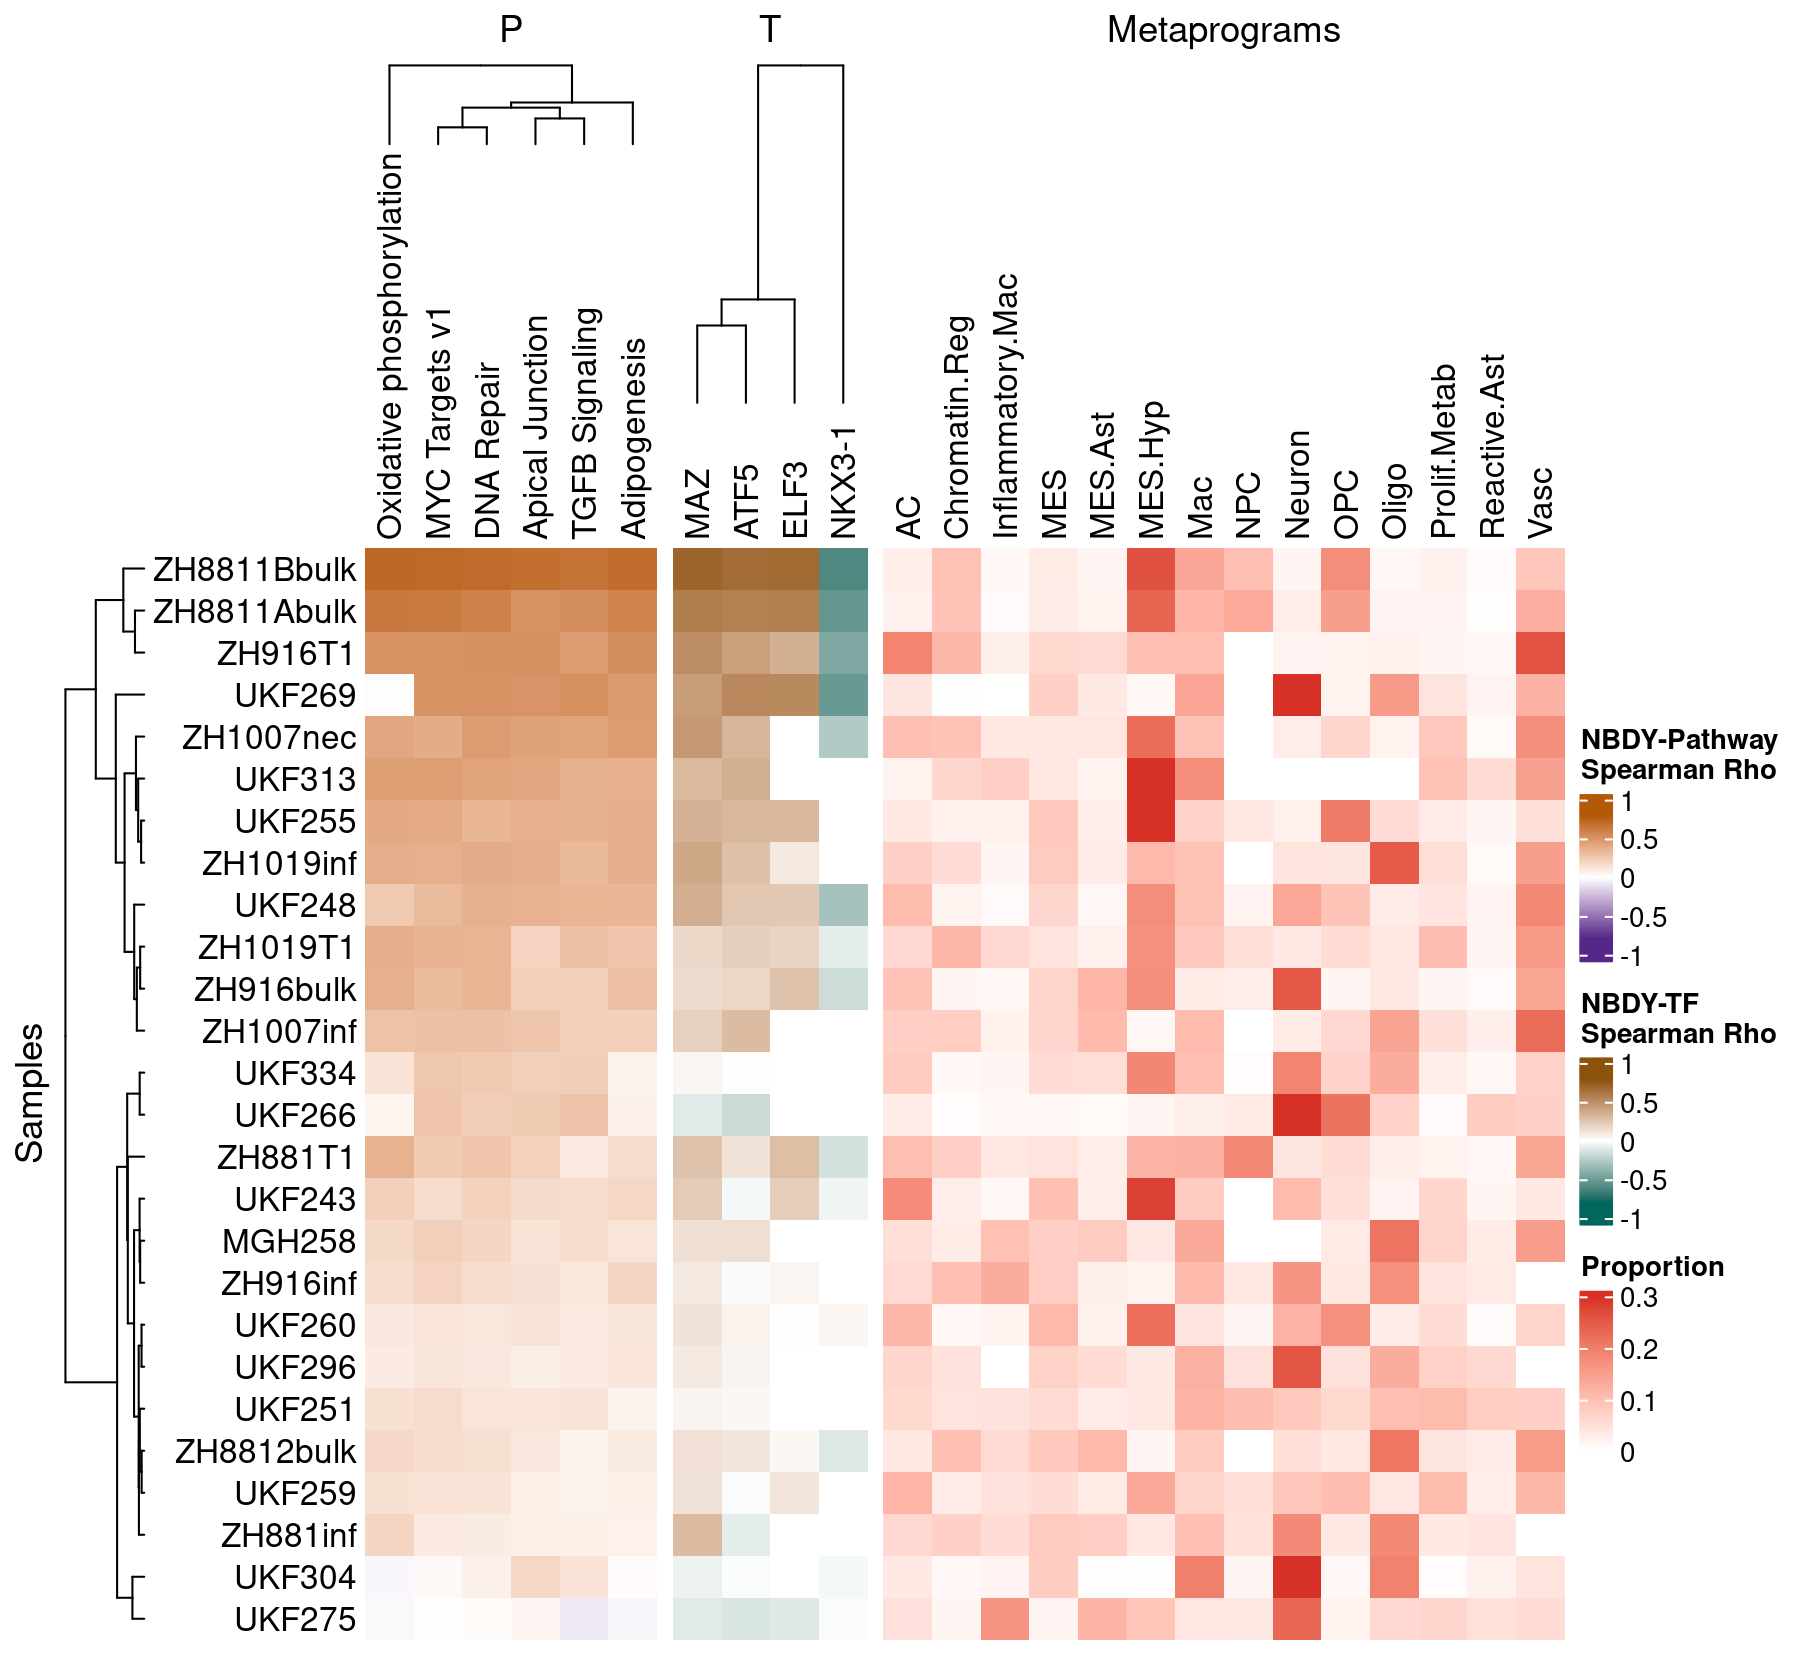 P
T
Metaprograms
Oxidative phosphorylation
MYC Targets v1
DNA Repair
Apical Junction
TGFB Signaling
Adipogenesis
MAZ
ATF5
ELF3
NKX3-1
AC
Chromatin.Reg
Inflammatory.Mac
MES
MES.Ast
MES.Hyp
Mac
NPC
Neuron
OPC
Oligo
Prolif.Metab
Reactive.Ast
Vasc
Samples
ZH8811Bbulk
ZH8811Abulk
ZH916T1
UKF269
ZH1007nec
UKF313
UKF255
ZH1019inf
UKF248
ZH1019T1
ZH916bulk
ZH1007inf
UKF334
UKF266
ZH881T1
UKF243
MGH258
ZH916inf
UKF260
UKF296
UKF251
ZH8812bulk
UKF259
ZH881inf
UKF304
UKF275
NBDY-Pathway
Spearman Rho
1
0.5
0
-0.5
-1
NBDY-TF
Spearman Rho
1
0.5
0
-0.5
-1
Proportion
0.3
0.2
0.1
0